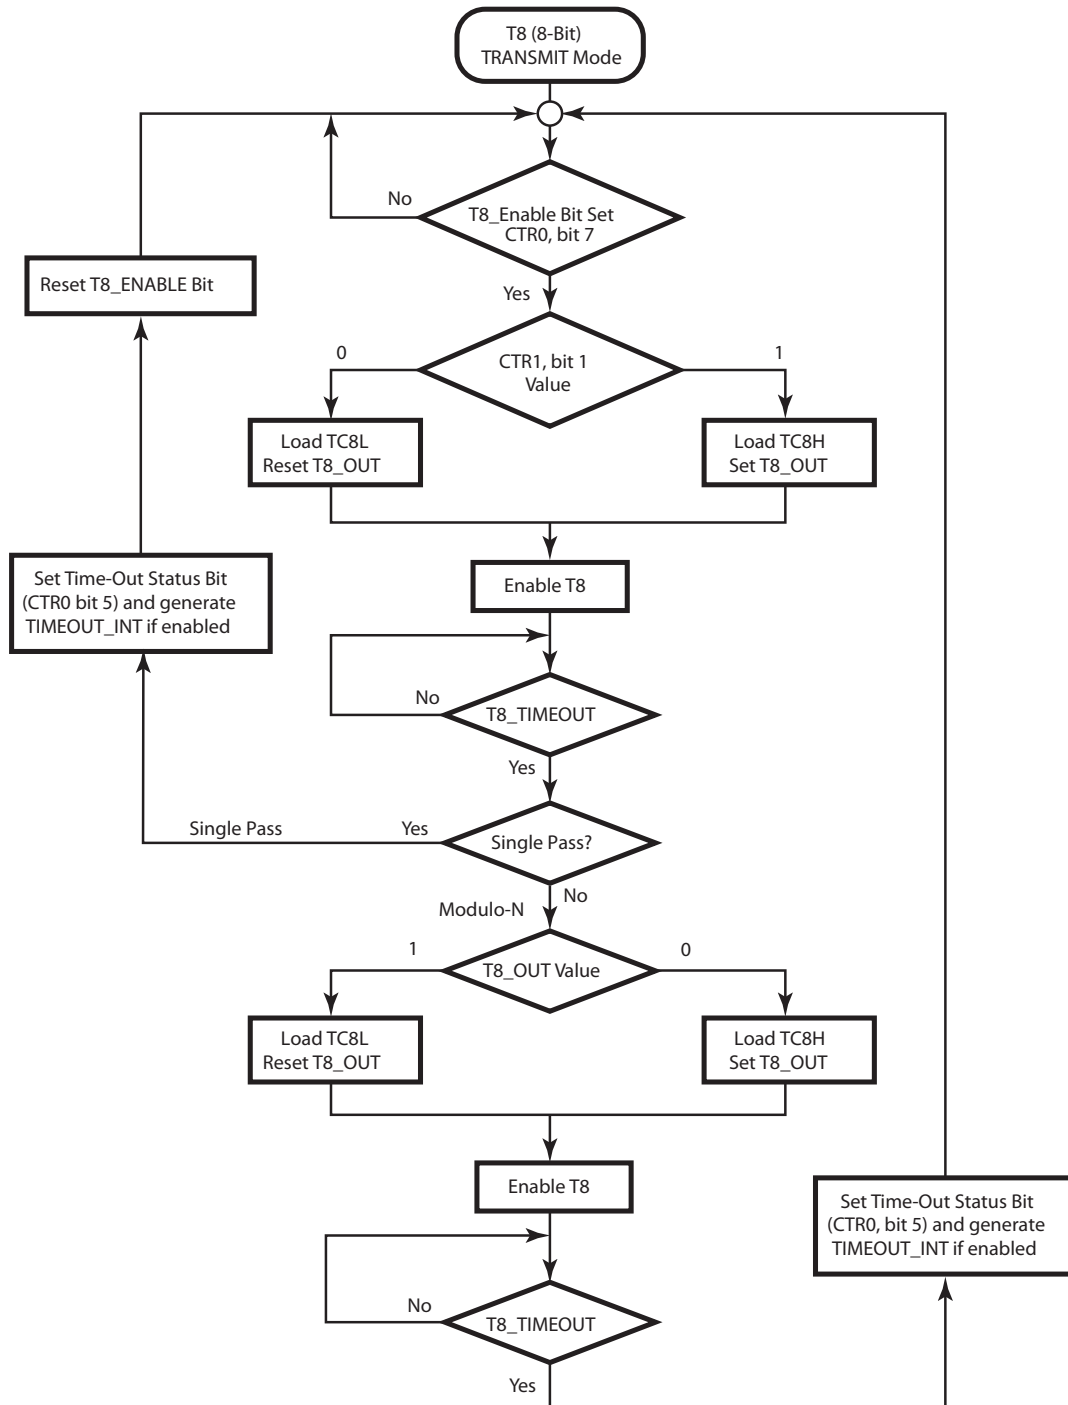 T8 (8-Bit)
TRANSMIT Mode
No
T8_Enable Bit Set
CTR0, bit 7
Reset T8_ENABLE Bit
Yes
0
CTR1, bit 1
Value
1
Load TC8L
Reset T8_OUT
Load TC8H
Set T8_OUT
Set Time-Out Status Bit
(CTR0 bit 5) and generate
TIMEOUT_INT if enabled
Enable T8
No
T8_TIMEOUT
Yes
Single Pass
Yes
Single Pass?
No
Modulo-N
1
T8_OUT Value
0
Load TC8L
Reset T8_OUT
Load TC8H
Set T8_OUT
Enable T8
Set Time-Out Status Bit
(CTR0, bit 5) and generate
TIMEOUT_INT if enabled
No
T8_TIMEOUT
Yes